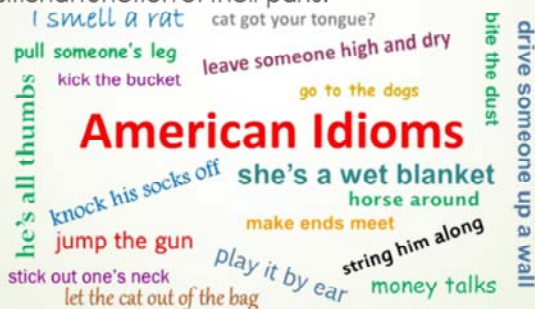 I smell a rat
cat got your tongue?
pull someone's leg
leave someone high and dry
kick the bucket
go to the dogs
bite the dust
drive someone up a wall
he's all thumbs
American Idioms
knock his socks off
she's a wet blanket
horse around
make ends meet
jump the gun
string him along
play it by ear
stick out one's neck
money talks
let the cat out of the bag